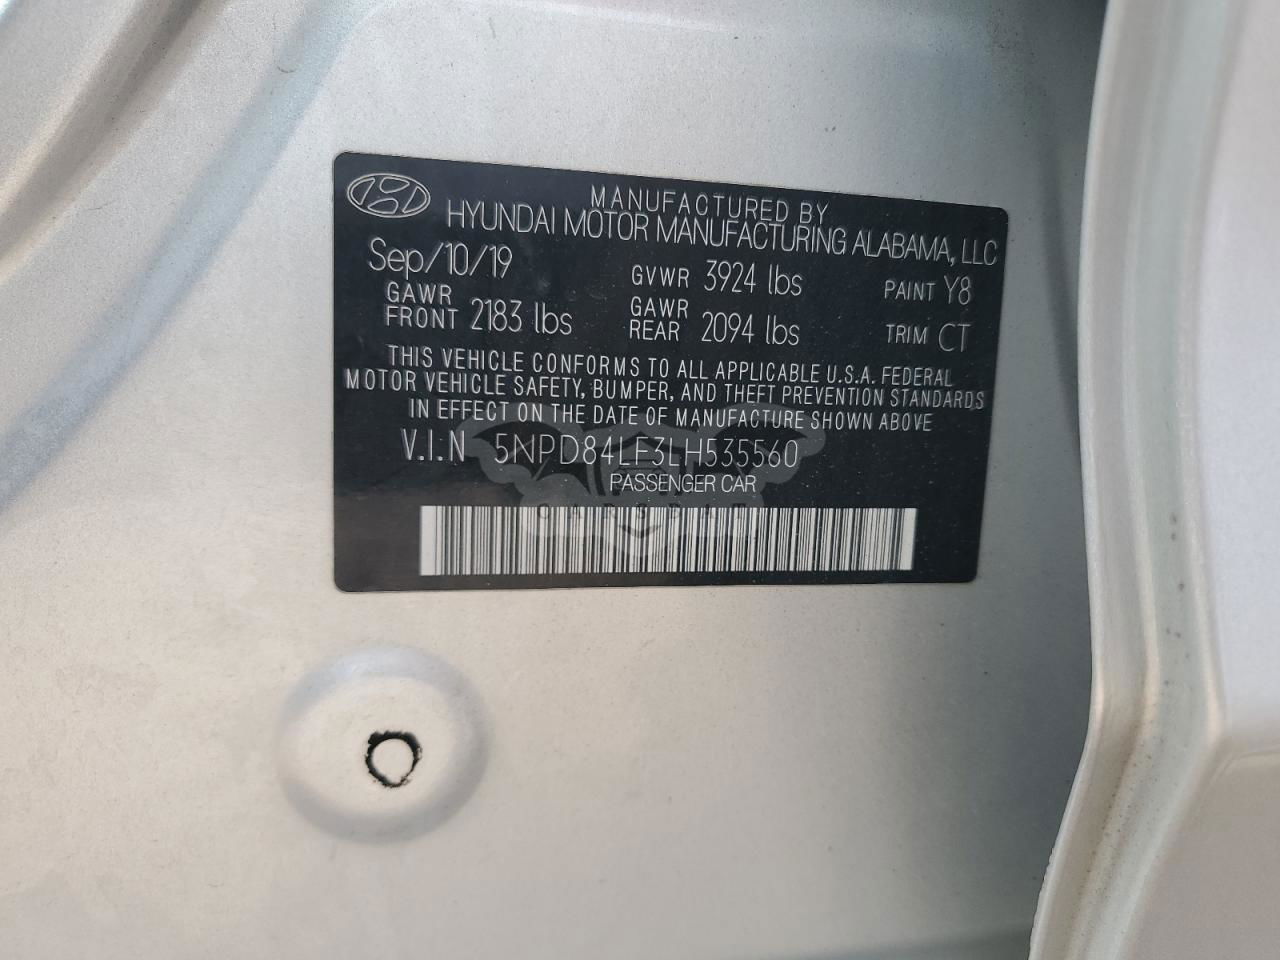 MANUFACTURED BY
HYUNDAI MOTOR MANUFACTURING ALABAMA, LLC
Sep/10/19 GVWR 3924 lbs PAINT Y8
GAWR FRONT 2183 lbs GAWR REAR 2094 lbs TRIM CT
THIS VEHICLE CONFORMS TO ALL APPLICABLE U.S.A. FEDERAL
MOTOR VEHICLE SAFETY, BUMPER, AND THEFT PREVENTION STANDARDS
IN EFFECT ON THE DATE OF MANUFACTURE SHOWN ABOVE
V.I.N 5NPD84LF3LH535560
PASSENGER CAR
CARSBAT